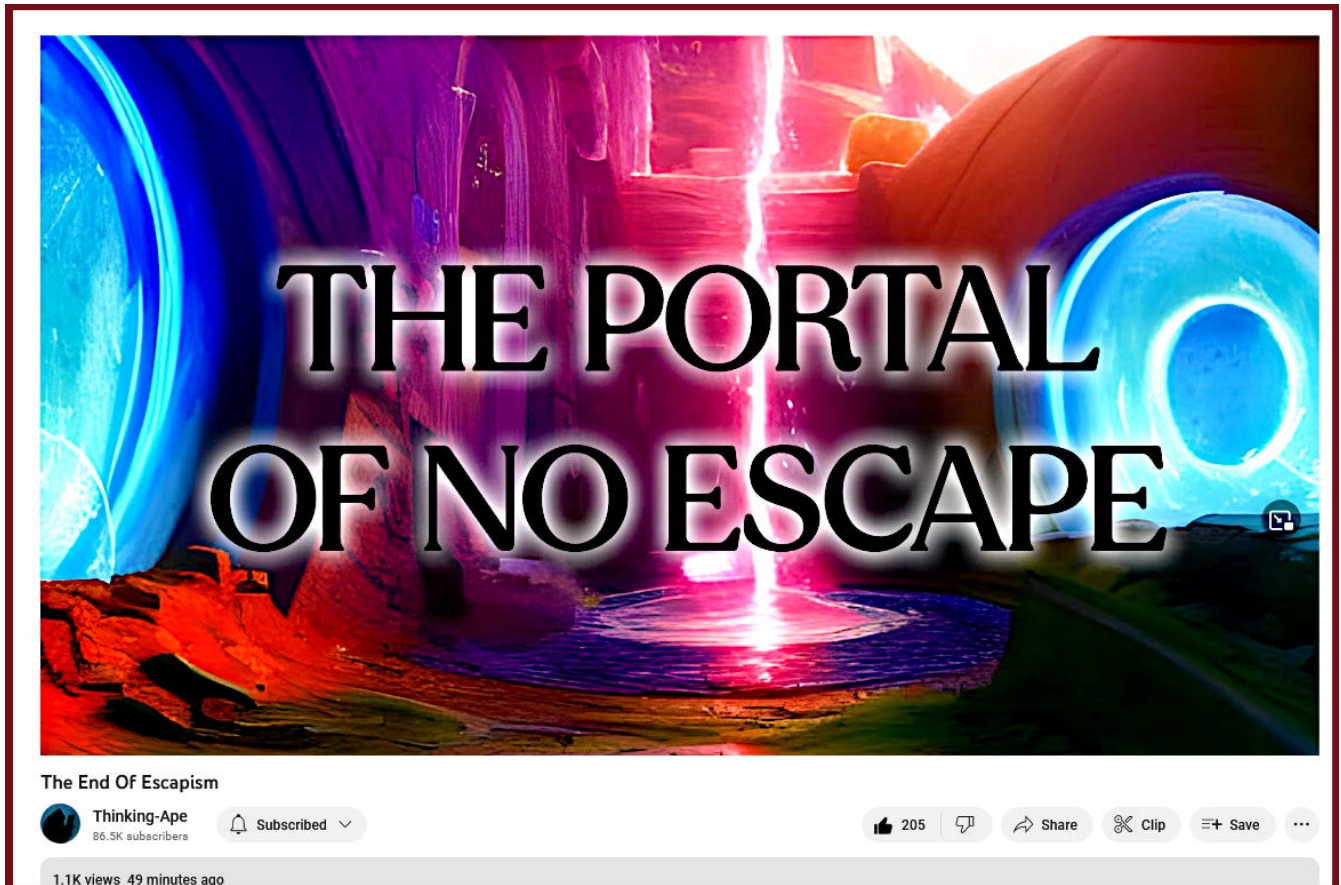 THE PORTAL
OF NO ESCAPE
The End Of Escapism
Thinking-Ape
86.5K subscribers
Subscribed
205
Share
Clip
Save
1.1K views 49 minutes ago